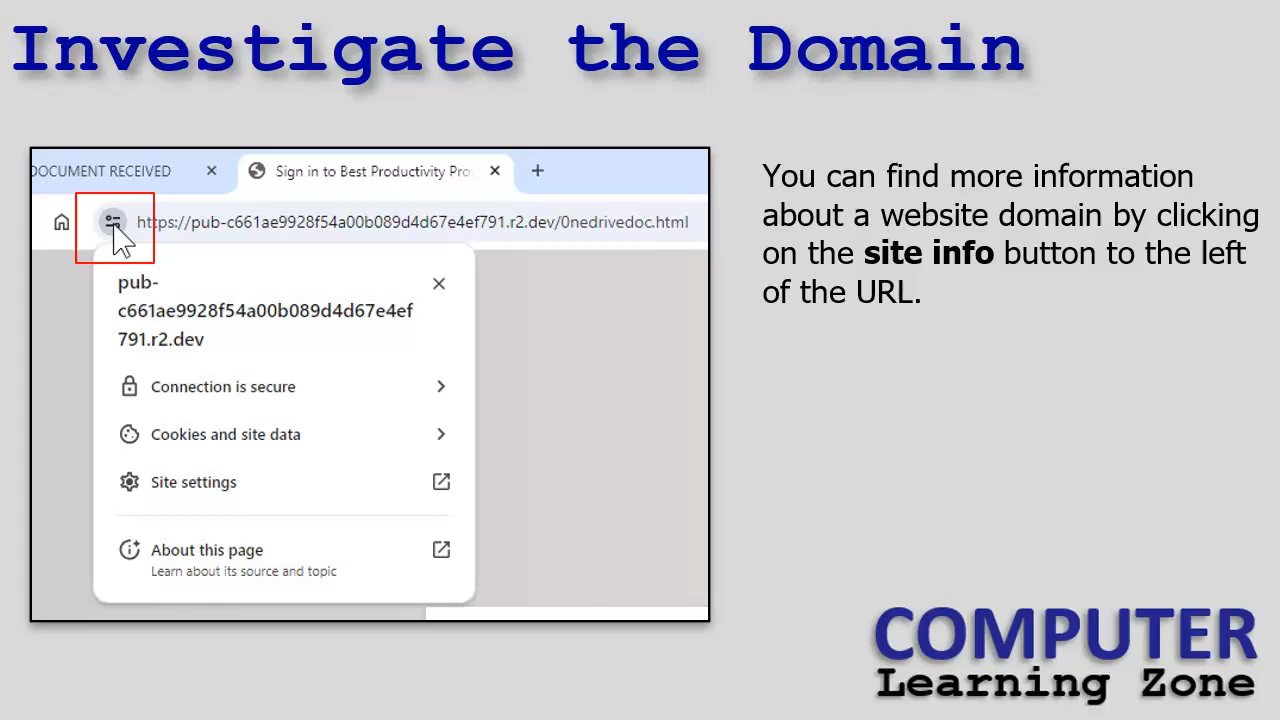 Investigate the Domain
DOCUMENT RECEIVED
Sign in to Best Productivity Pro
https://pub-c661ae9928f54a00b089d4d67e4ef791.r2.dev/0nedrivedoc.html
pub-
c661ae9928f54a00b089d4d67e4ef
791.r2.dev
Connection is secure
Cookies and site data
Site settings
About this page
Learn about its source and topic
You can find more information
about a website domain by clicking
on the site info button to the left
of the URL.
COMPUTER
Learning Zone